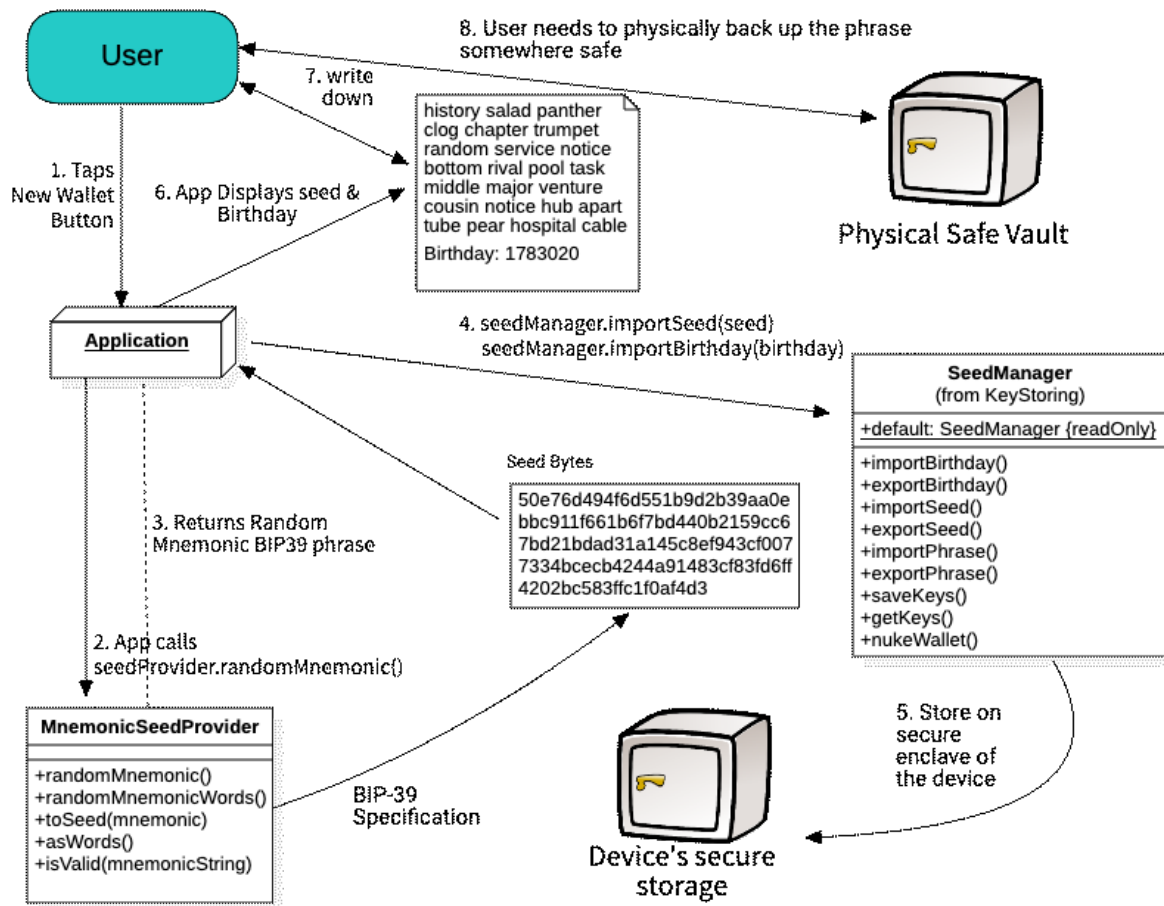 User
8. User needs to physically back up the phrase
somewhere safe
7. write
down
history salad panther
clog chapter trumpet
random service notice
bottom rival pool task
middle major venture
cousin notice hub apart
tube pear hospital cable
Birthday: 1783020
Physical Safe Vault
1. Taps
New Wallet
Button
6. App Displays seed &
Birthday
Application
4. seedManager.importSeed(seed)
seedManager.importBirthday(birthday)
SeedManager
(from KeyStoring)
+default: SeedManager {readOnly}
+importBirthday()
+exportBirthday()
+importSeed()
+exportSeed()
+importPhrase()
+exportPhrase()
+saveKeys()
+getKeys()
+nukeWallet()
Seed Bytes
50e76d494f6d551b9d2b39aa0e
bbc911f661b6f7bd440b2159cc6
7bd21bdad31a145c8ef943cf007
7334bcecb4244a91483cf83fd6ff
4202bc583ffc1f0af4d3
3. Returns Random
Mnemonic BIP39 phrase
2. App calls
seedProvider.randomMnemonic()
MnemonicSeedProvider
+randomMnemonic()
+randomMnemonicWords()
+toSeed(mnemonic)
+asWords()
+isValid(mnemonicString)
BIP-39
Specification
5. Store on
secure
enclave of
the device
Device's secure
storage